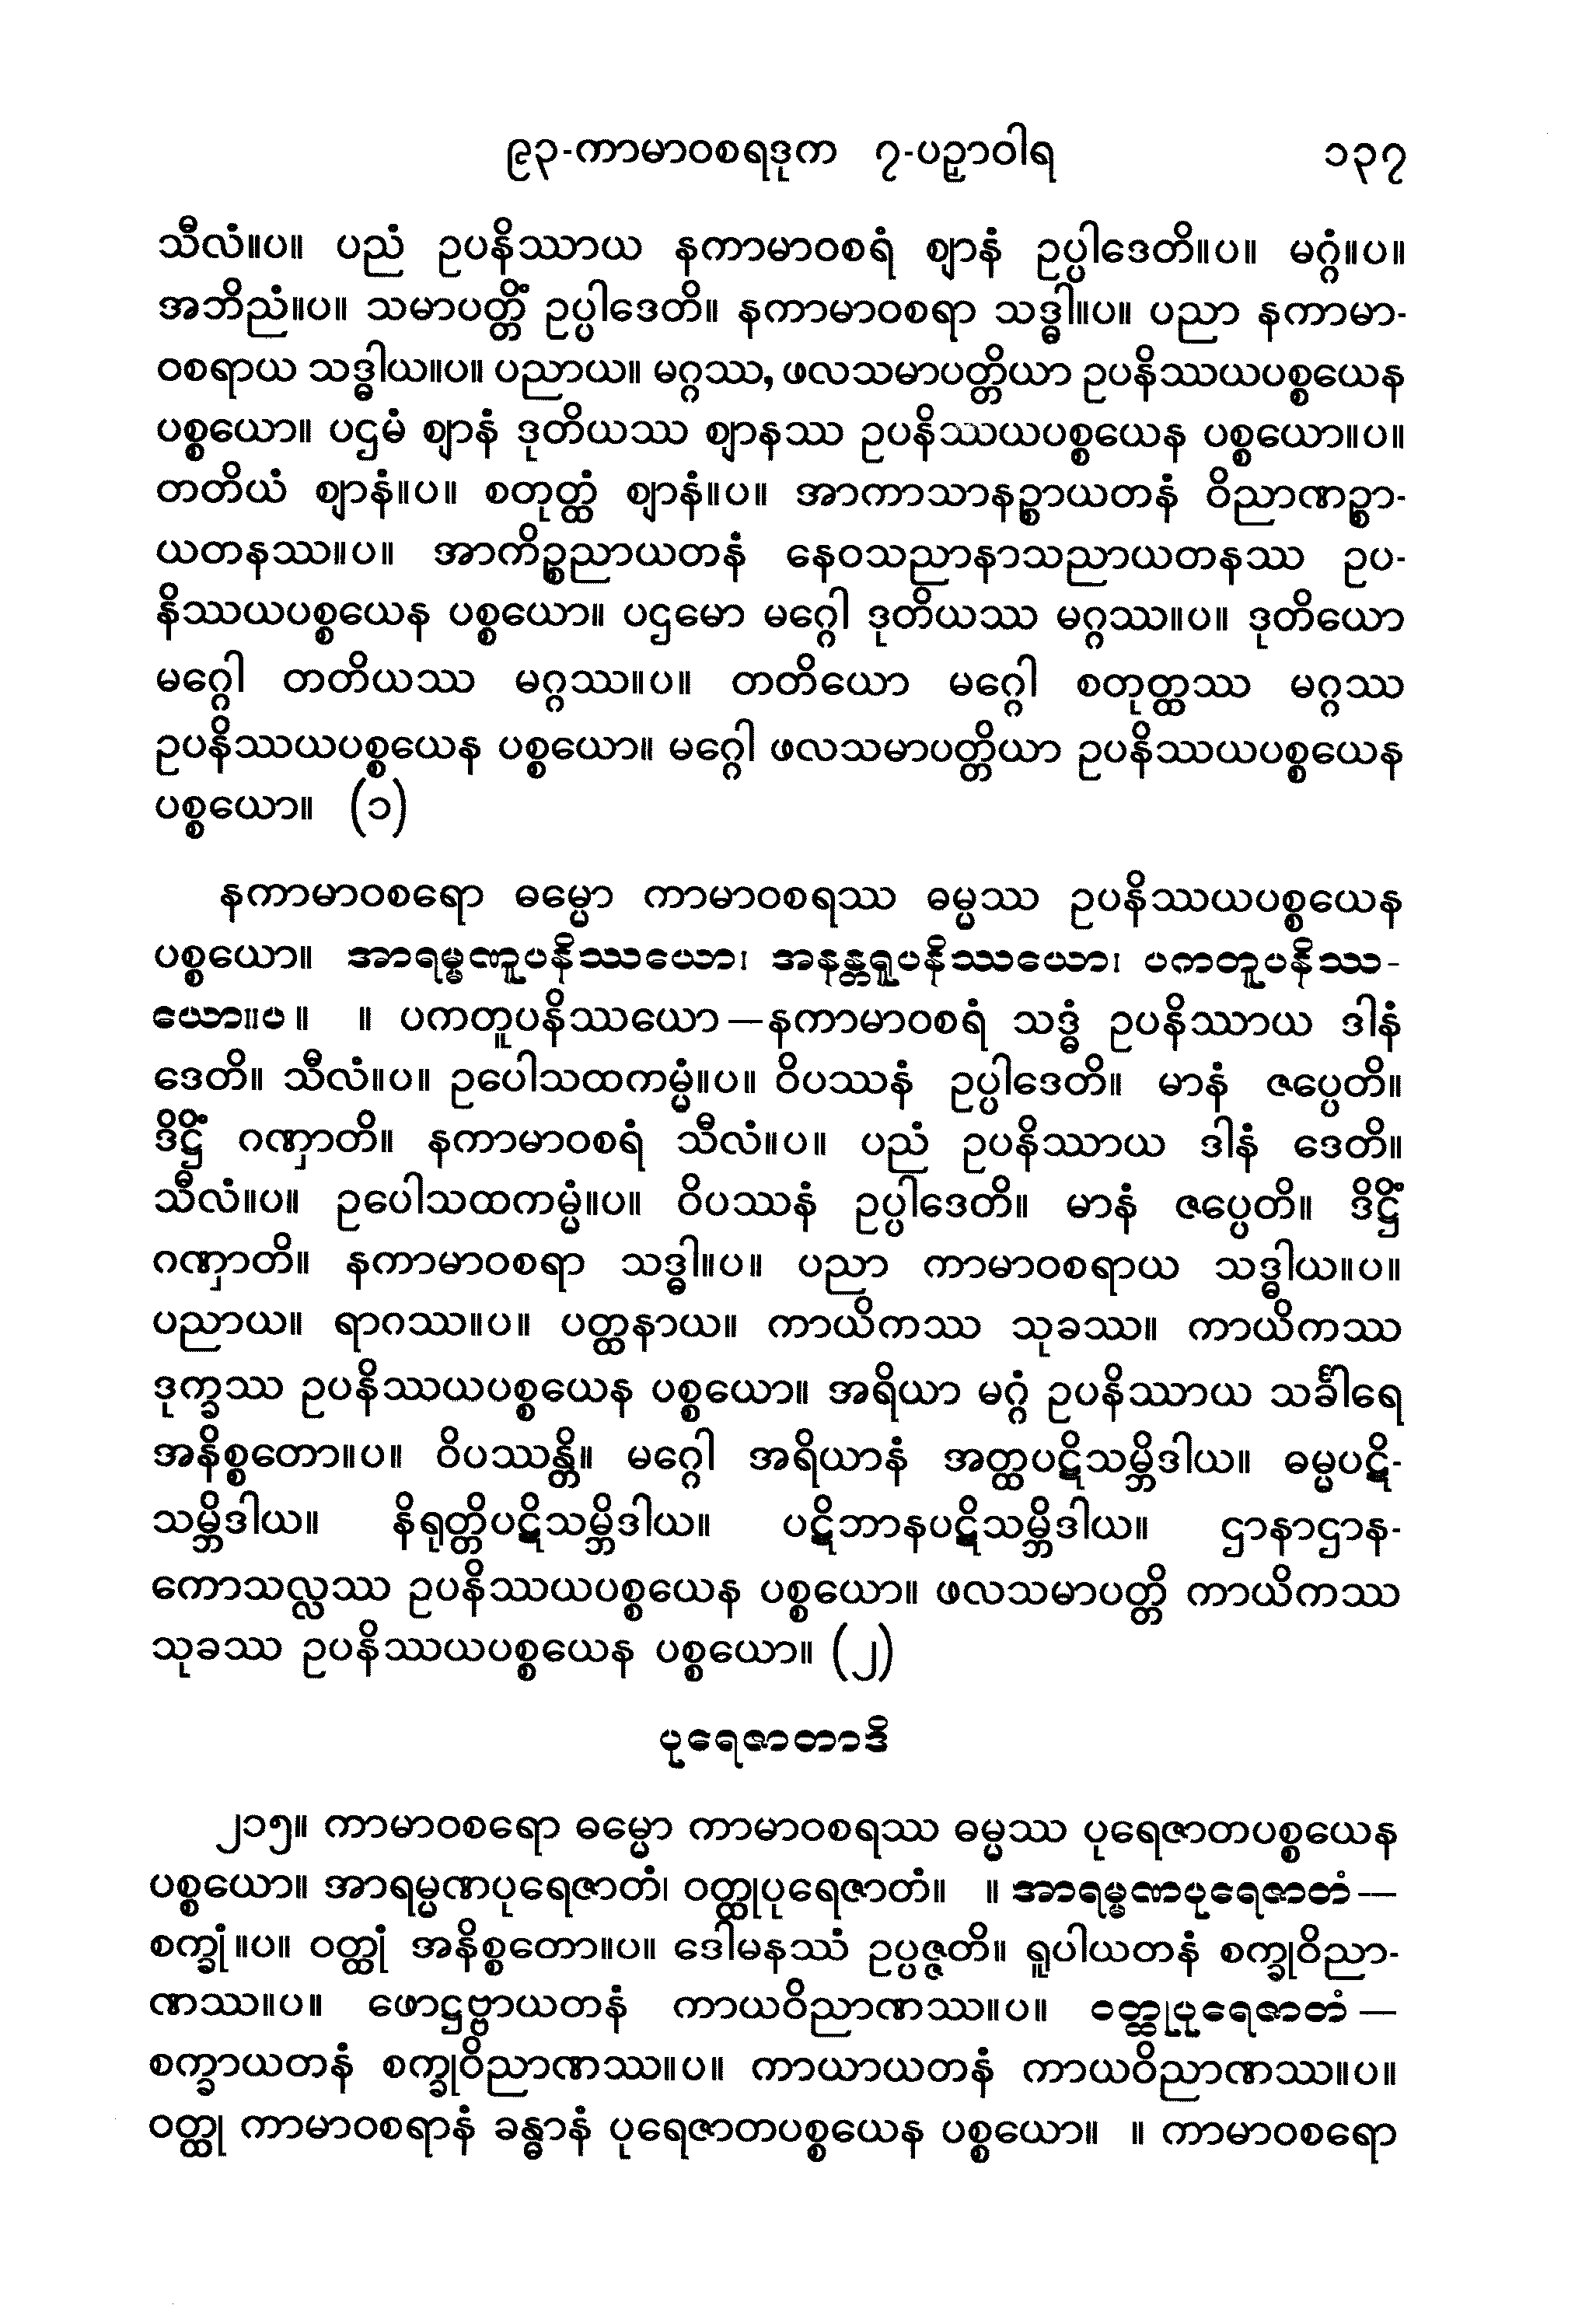 ၉၃-ကာမာဝစရဒုက ၇-ပဉှာဝါရ ၁၃၇
သီလံ။ပ။ ပညံ ဥပနိဿာယ နကာမာဝစရံ ဈာနံ ဥပ္ပါဒေတိ။ပ။ မဂ္ဂံ။ပ။
အဘိညံ။ပ။ သမာပတ္တိံ ဥပ္ပါဒေတိ။ နကာမာဝစရာ သဒ္ဓါ။ပ။ ပညာ နကာမာ-
ဝစရာယ သဒ္ဓါယ။ပ။ ပညာယ။ မဂ္ဂဿ, ဖလသမာပတ္တိယာ ဥပနိဿယပစ္စယေန
ပစ္စယော။ ပဌမံ ဈာနံ ဒုတိယဿ ဈာနဿ ဥပနိဿယပစ္စယေန ပစ္စယော။ပ။
တတိယံ ဈာနံ။ပ။ စတုတ္ထံ ဈာနံ။ပ။ အာကာသာနဉ္စာယတနံ ဝိညာဏဉ္စာ-
ယတနဿ။ပ။ အာကိဉ္စညာယတနံ နေဝသညာနာသညာယတနဿ ဥပ-
နိဿယပစ္စယေန ပစ္စယော။ ပဌမော မဂ္ဂေါ ဒုတိယဿ မဂ္ဂဿ။ပ။ ဒုတိယော
မဂ္ဂေါ တတိယဿ မဂ္ဂဿ။ပ။ တတိယော မဂ္ဂေါ စတုတ္ထဿ မဂ္ဂဿ
ဥပနိဿယပစ္စယေန ပစ္စယော။ မဂ္ဂေါ ဖလသမာပတ္တိယာ ဥပနိဿယပစ္စယေန
ပစ္စယော။ (၁)
နကာမာဝစရော ဓမ္မော ကာမာဝစရဿ ဓမ္မဿ ဥပနိဿယပစ္စယေန
ပစ္စယော။ အာရမ္မဏူပနိဿယော၊ အနန္တရူပနိဿယော၊ ပကတူပနိဿ-
ယော။ပ။ ။ ပကတူပနိဿယော—နကာမာဝစရံ သဒ္ဓံ ဥပနိဿာယ ဒါနံ
ဒေတိ။ သီလံ။ပ။ ဥပေါသထကမ္မံ။ပ။ ဝိပဿနံ ဥပ္ပါဒေတိ။ မာနံ ဇပ္ပေတိ။
ဒိဋ္ဌိံ ဂဏှာတိ။ နကာမာဝစရံ သီလံ။ပ။ ပညံ ဥပနိဿာယ ဒါနံ ဒေတိ။
သီလံ။ပ။ ဥပေါသထကမ္မံ။ပ။ ဝိပဿနံ ဥပ္ပါဒေတိ။ မာနံ ဇပ္ပေတိ။ ဒိဋ္ဌိံ
ဂဏှာတိ။ နကာမာဝစရာ သဒ္ဓါ။ပ။ ပညာ ကာမာဝစရာယ သဒ္ဓါယ။ပ။
ပညာယ။ ရာဂဿ။ပ။ ပတ္ထနာယ။ ကာယိကဿ သုခဿ။ ကာယိကဿ
ဒုက္ခဿ ဥပနိဿယပစ္စယေန ပစ္စယော။ အရိယာ မဂ္ဂံ ဥပနိဿာယ သင်္ခါရေ
အနိစ္စတော။ပ။ ဝိပဿန္တိ။ မဂ္ဂေါ အရိယာနံ အတ္ထပဋိသမ္ဘိဒါယ။ ဓမ္မပဋိ-
သမ္ဘိဒါယ။ နိရုတ္တိပဋိသမ္ဘိဒါယ။ ပဋိဘာနပဋိသမ္ဘိဒါယ။ ဌာနာဌာန-
ကောသလ္လဿ ဥပနိဿယပစ္စယေန ပစ္စယော။ ဖလသမာပတ္တိ ကာယိကဿ
သုခဿ ဥပနိဿယပစ္စယေန ပစ္စယော။ (၂)
ပုရေဇာတာဒိ
၂၁၅။ ကာမာဝစရော ဓမ္မော ကာမာဝစရဿ ဓမ္မဿ ပုရေဇာတပစ္စယေန
ပစ္စယော။ အာရမ္မဏပုရေဇာတံ၊ ဝတ္ထုပုရေဇာတံ။ ။ အာရမ္မဏပုရေဇာတံ—
စက္ခုံ။ပ။ ဝတ္ထုံ အနိစ္စတော။ပ။ ဒေါမနဿံ ဥပ္ပဇ္ဇတိ။ ရူပါယတနံ စက္ခုဝိညာ-
ဏဿ။ပ။ ဖောဋ္ဌဗ္ဗာယတနံ ကာယဝိညာဏဿ။ပ။ ဝတ္ထုပုရေဇာတံ—
စက္ခာယတနံ စက္ခုဝိညာဏဿ။ပ။ ကာယာယတနံ ကာယဝိညာဏဿ။ပ။
ဝတ္ထု ကာမာဝစရာနံ ခန္ဓာနံ ပုရေဇာတပစ္စယေန ပစ္စယော။ ။ ကာမာဝစရော